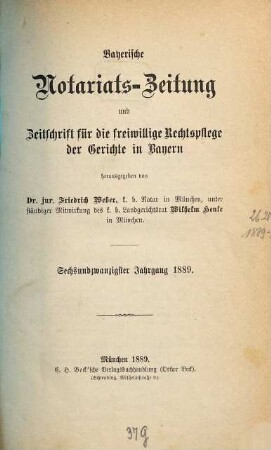 Bayerische
Notariats-Zeitung
und
Zeitschrift für die freiwillige Rechtspflege
der Gerichte in Bayern
herausgegeben von
Dr. jur. Friedrich Weber, k. b. Notar in München, unter
ständiger Mitwirkung des k. b. Landgerichtsrat Wilhelm Henle
in München.
Sechsundzwanzigster Jahrgang 1889.
München 1889.
C. H. Beck'sche Verlagsbuchhandlung (Oskar Beck).
37g